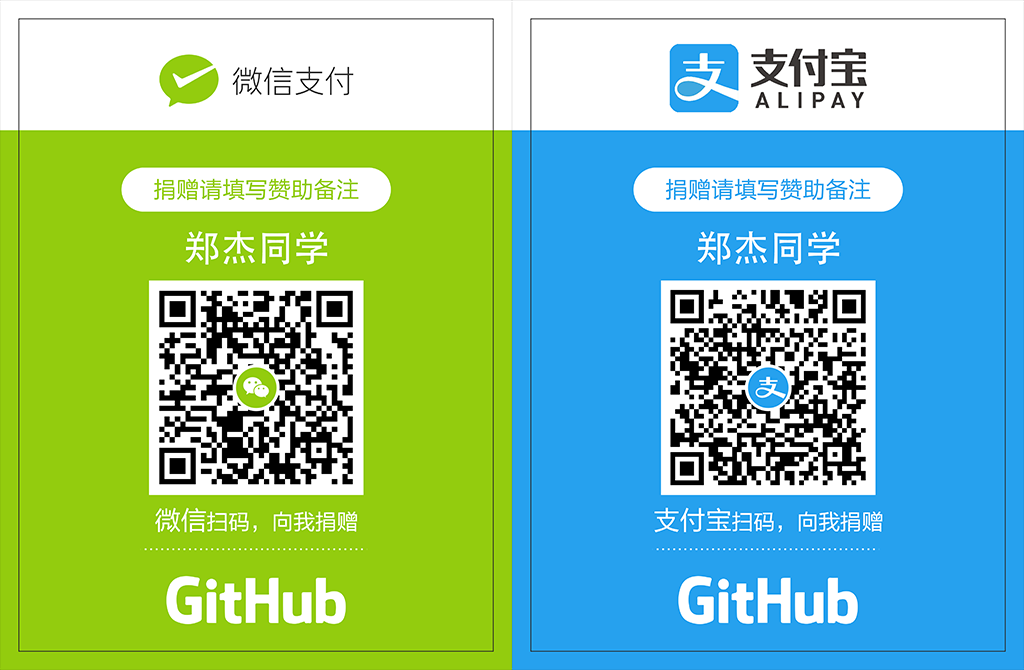 微信支付
捐赠请填写赞助备注
郑杰同学
微信扫码，向我捐赠
GitHub
支
支付宝
ALIPAY
捐赠请填写赞助备注
郑杰同学
支
支付宝扫码，向我捐赠
GitHub